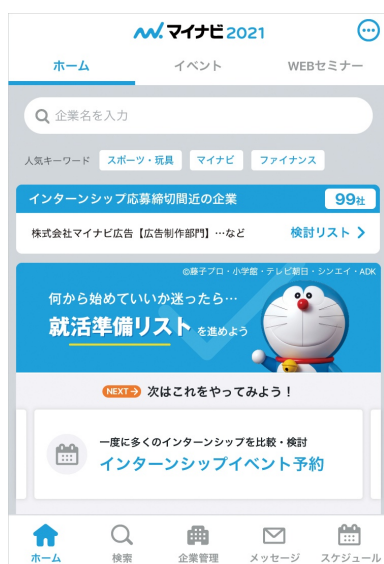 マイナビ2021
ホーム イベント WEBセミナー
企業名を入力
人気キーワード スポーツ・玩具 マイナビ ファイナンス
インターンシップ応募締切間近の企業 99社
株式会社マイナビ広告【広告制作部門】…など 検討リスト
©藤子プロ・小学館・テレビ朝日・シンエイ・ADK
何から始めていいか迷ったら…
就活準備リストを進めよう
NEXT→ 次はこれをやってみよう！
一度に多くのインターンシップを比較・検討
インターンシップイベント予約
ホーム 検索 企業管理 メッセージ スケジュール